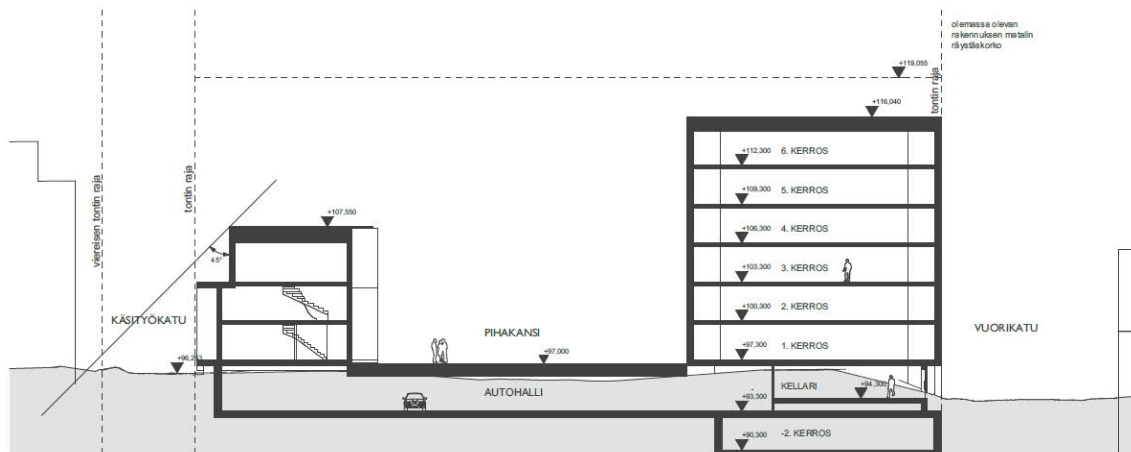 olemassa olevan
rakennuksen matalin
räystäskorko
+119,055
tontin raja
+116,040
+112,300 6. KERROS
+109,300 5. KERROS
+106,300 4. KERROS
+103,300 3. KERROS
+100,300 2. KERROS
+97,300 1. KERROS
viereisen tontin raja
tontin raja
+107,550
45°
KÄSITYÖKATU
PIHAKANSI
VUORIKATU
+97,000
AUTOHALLI
KELLARI
+94,300
+93,300
+90,300 -2. KERROS